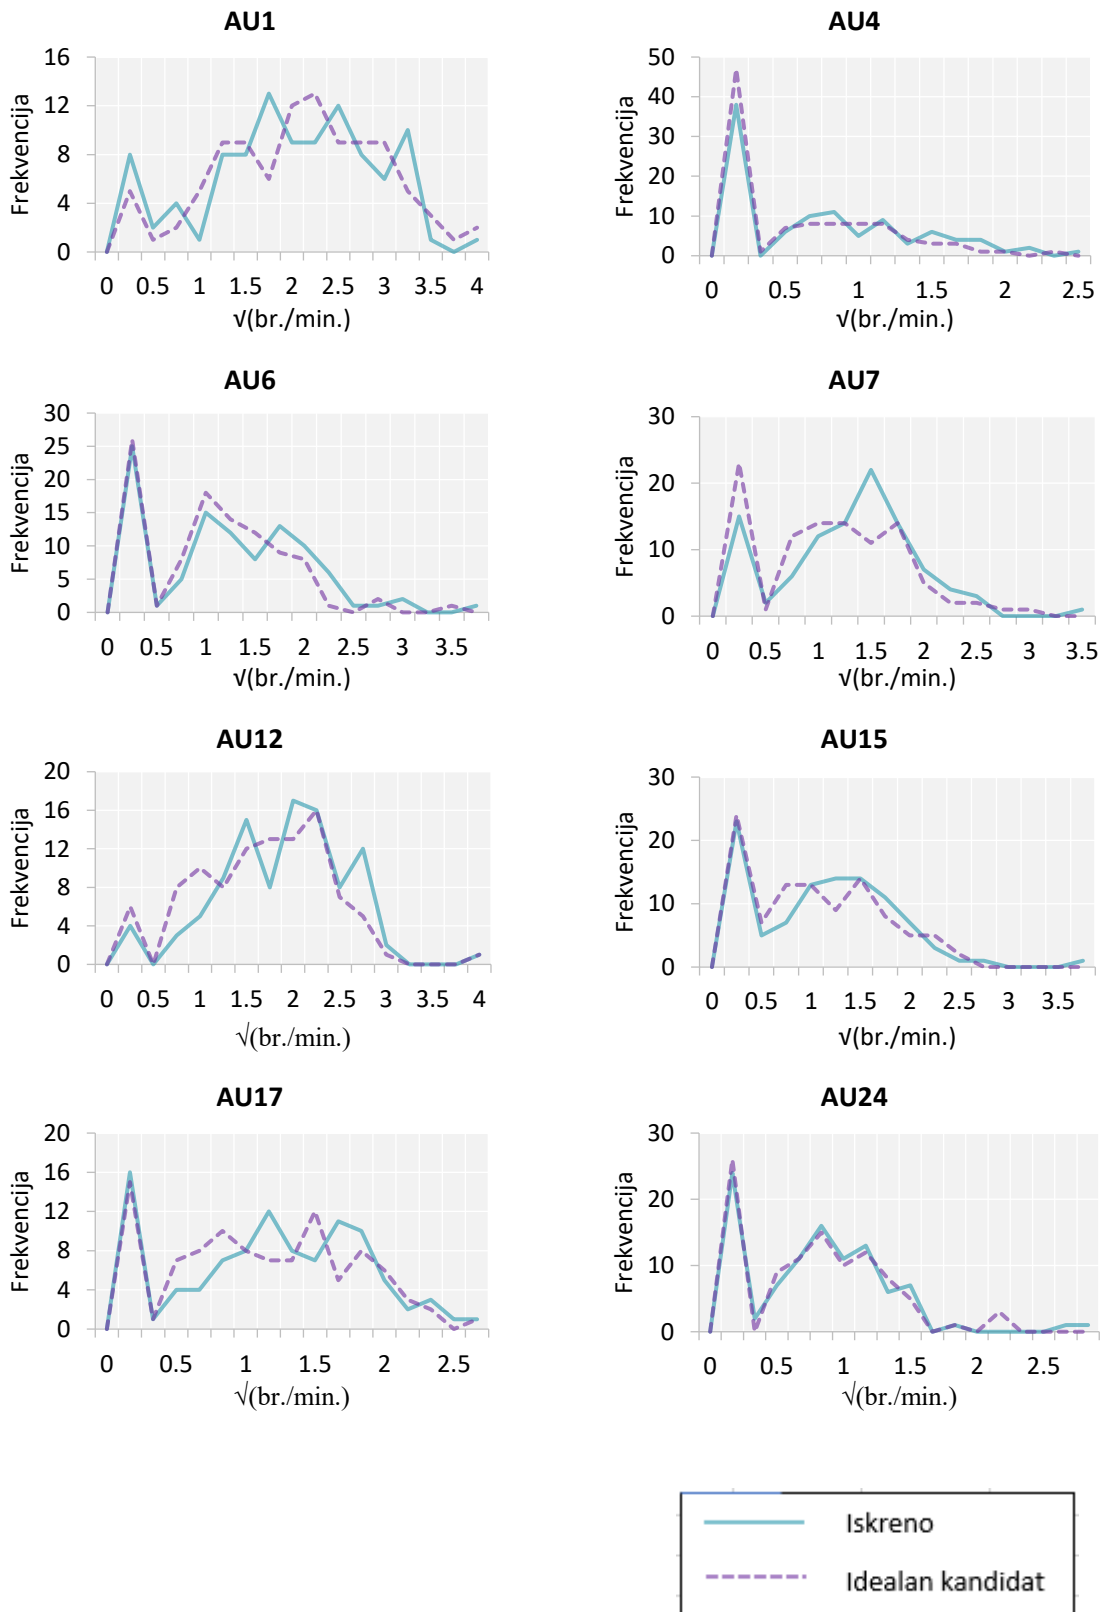 AU1
16
12
8
4
0
Frekvencija
0 0.5 1 1.5 2 2.5 3 3.5 4
√(br./min.)
AU4
50
40
30
20
10
0
Frekvencija
0 0.5 1 1.5 2 2.5
√(br./min.)
AU6
30
25
20
15
10
5
0
Frekvencija
0 0.5 1 1.5 2 2.5 3 3.5
√(br./min.)
AU7
30
20
10
0
Frekvencija
0 0.5 1 1.5 2 2.5 3 3.5
√(br./min.)
AU12
20
16
12
8
4
0
Frekvencija
0 0.5 1 1.5 2 2.5 3 3.5 4
√(br./min.)
AU15
30
20
10
0
Frekvencija
0 0.5 1 1.5 2 2.5 3 3.5
√(br./min.)
AU17
20
16
12
8
4
0
Frekvencija
0 0.5 1 1.5 2 2.5
√(br./min.)
AU24
30
20
10
0
Frekvencija
0 0.5 1 1.5 2 2.5
√(br./min.)
Iskreno
Idealan kandidat